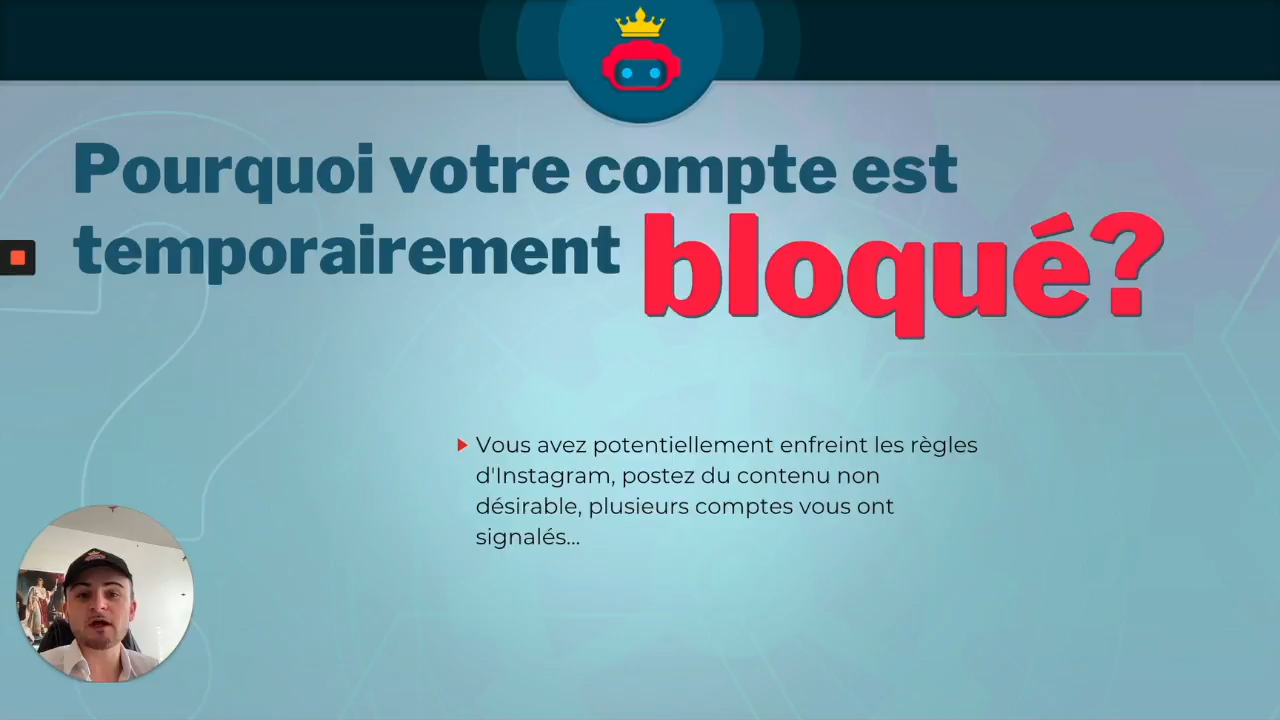 Pourquoi votre compte est
temporairement bloqué?
Vous avez potentiellement enfreint les règles
d'Instagram, postez du contenu non
désirable, plusieurs comptes vous ont
signalés...